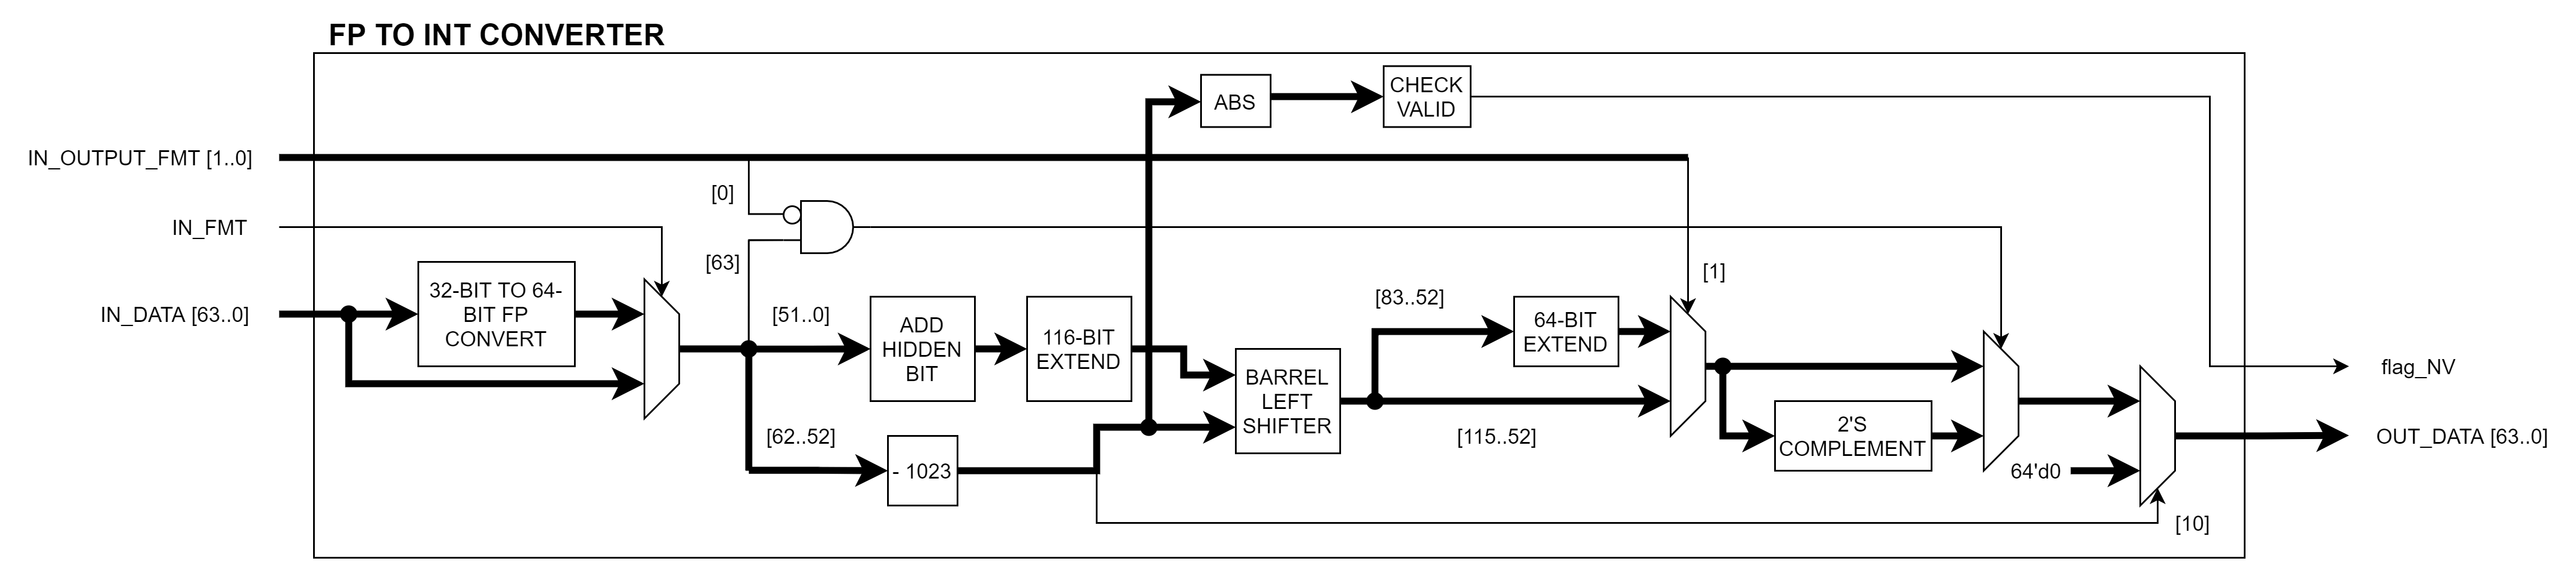 FP TO INT CONVERTER
ABS
CHECK
VALID
IN_OUTPUT_FMT [1..0]
[0]
IN_FMT
[63]
[1]
IN_DATA [63..0]
32-BIT TO 64-
BIT FP
CONVERT
[51..0]
ADD
HIDDEN
BIT
116-BIT
EXTEND
[83..52]
64-BIT
EXTEND
BARREL
LEFT
SHIFTER
flag_NV
[62..52]
- 1023
[115..52]
2'S
COMPLEMENT
64'd0
OUT_DATA [63..0]
[10]